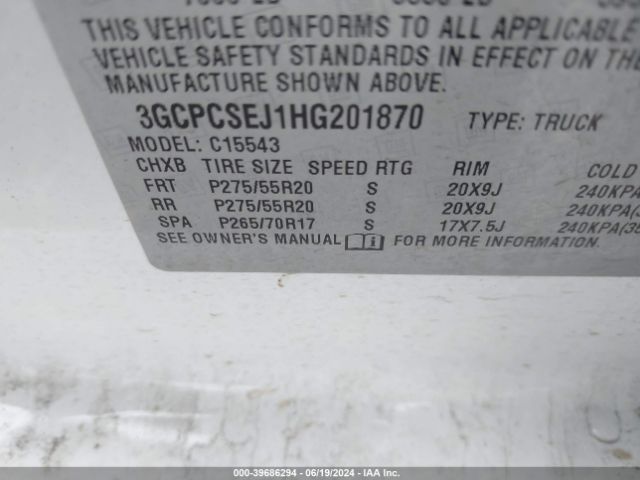 THIS VEHICLE CONFORMS TO ALL APPLICABLE
VEHICLE SAFETY STANDARDS IN EFFECT ON THE
MANUFACTURE SHOWN ABOVE.
3GCPCSEJ1HG201870 TYPE: TRUCK
MODEL: C15543
CHXB TIRE SIZE SPEED RTG RIM COLD
FRT P275/55R20 S 20X9J 240KPA(
RR P275/55R20 S 20X9J 240KPA(
SPA P265/70R17 S 17X7.5J 240KPA(35
SEE OWNER'S MANUAL FOR MORE INFORMATION.
000-39686294 - 06/19/2024 - IAA Inc.